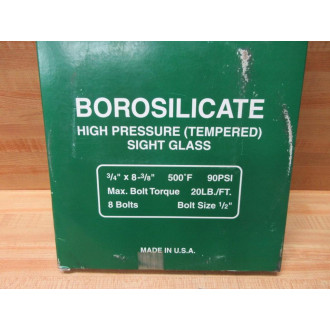 BOROSILICATE
HIGH PRESSURE (TEMPERED)
SIGHT GLASS
3/4" x 8-3/8" 500°F 90PSI
Max. Bolt Torque 20LB./FT.
8 Bolts Bolt Size 1/2"
MADE IN U.S.A.